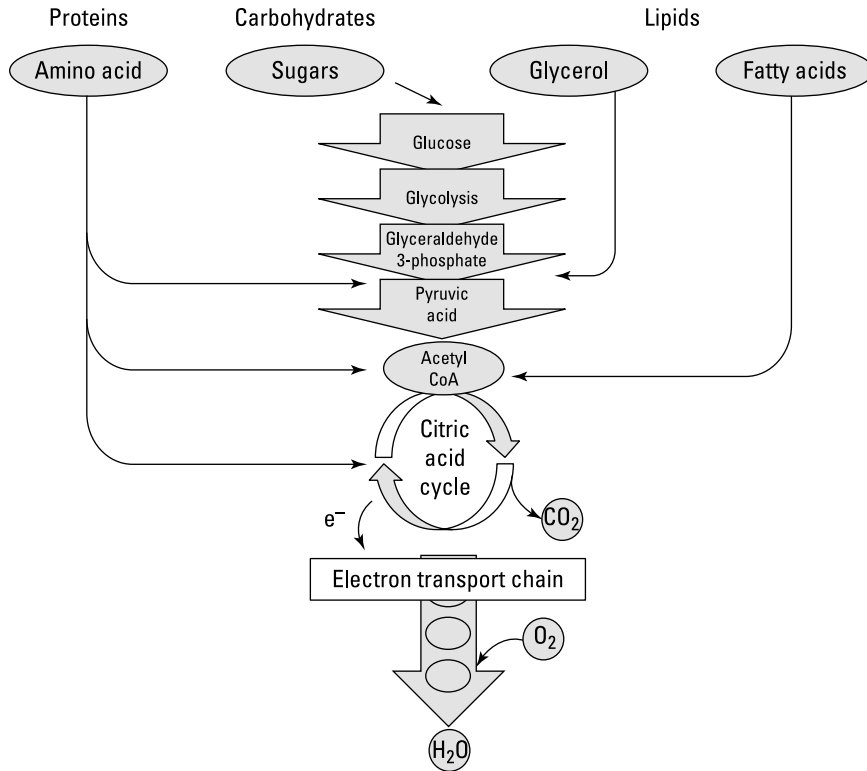 Proteins
Carbohydrates
Lipids
Amino acid
Sugars
Glycerol
Fatty acids
Glucose
Glycolysis
Glyceraldehyde
3-phosphate
Pyruvic
acid
Acetyl
CoA
Citric
acid
cycle
e⁻
CO₂
Electron transport chain
O₂
H₂O